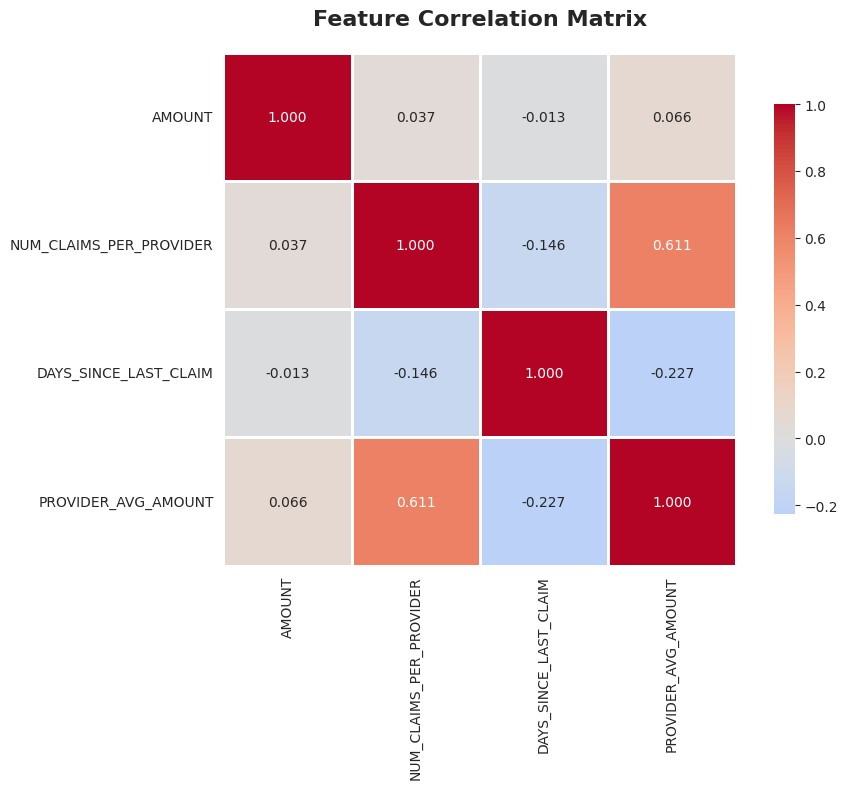 Feature Correlation Matrix
AMOUNT
1.000 0.037 -0.013 0.066
NUM_CLAIMS_PER_PROVIDER
0.037 1.000 -0.146 0.611
DAYS_SINCE_LAST_CLAIM
-0.013 -0.146 1.000 -0.227
PROVIDER_AVG_AMOUNT
0.066 0.611 -0.227 1.000
AMOUNT
NUM_CLAIMS_PER_PROVIDER
DAYS_SINCE_LAST_CLAIM
PROVIDER_AVG_AMOUNT
1.0
0.8
0.6
0.4
0.2
0.0
−0.2